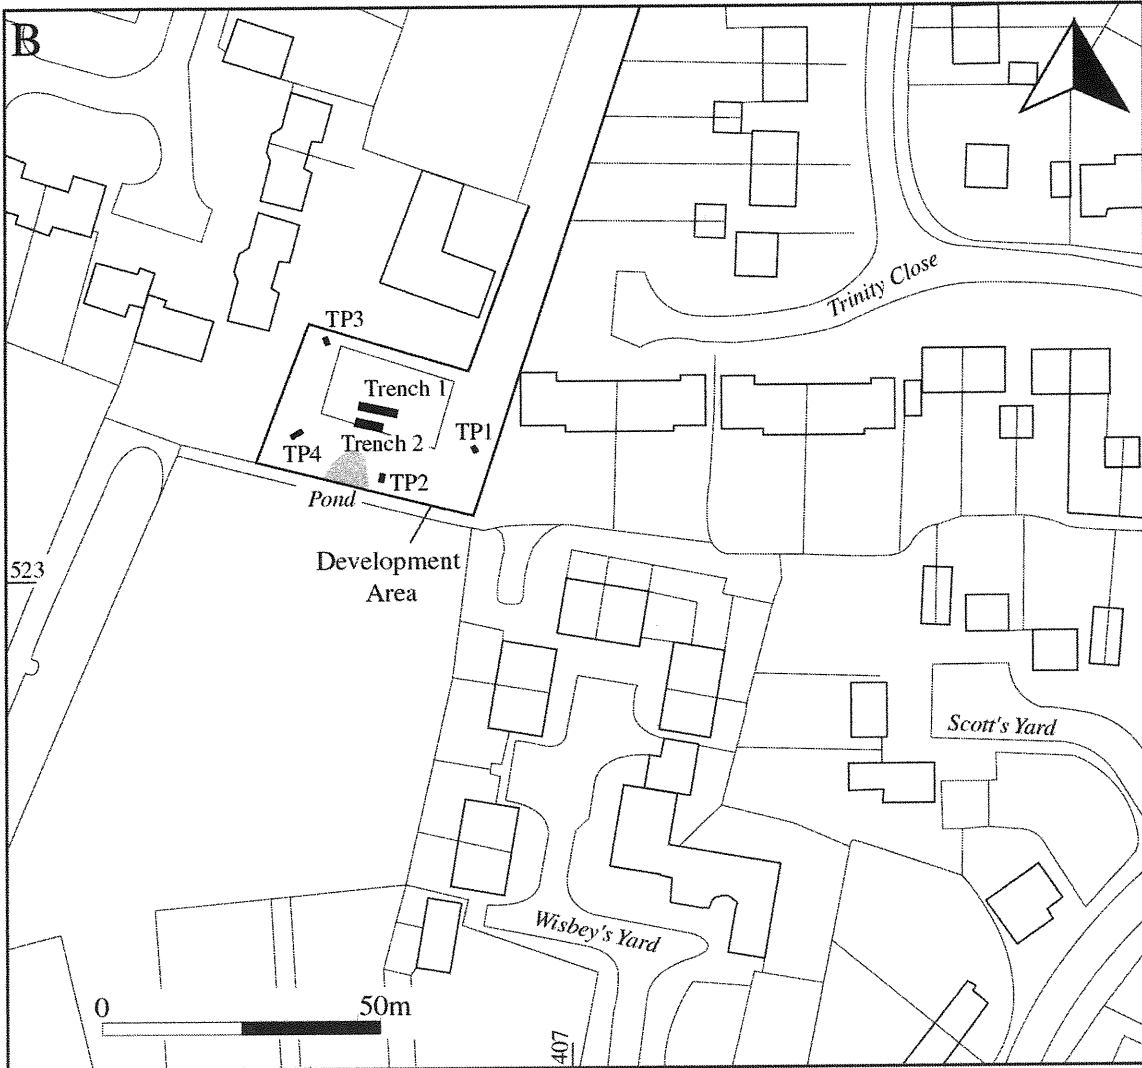 B
Trinity Close
TP3
Trench 1
Trench 2
TP1
TP4
TP2
Pond
Development
Area
523
Scott's Yard
Wisbey's Yard
0 50m
407